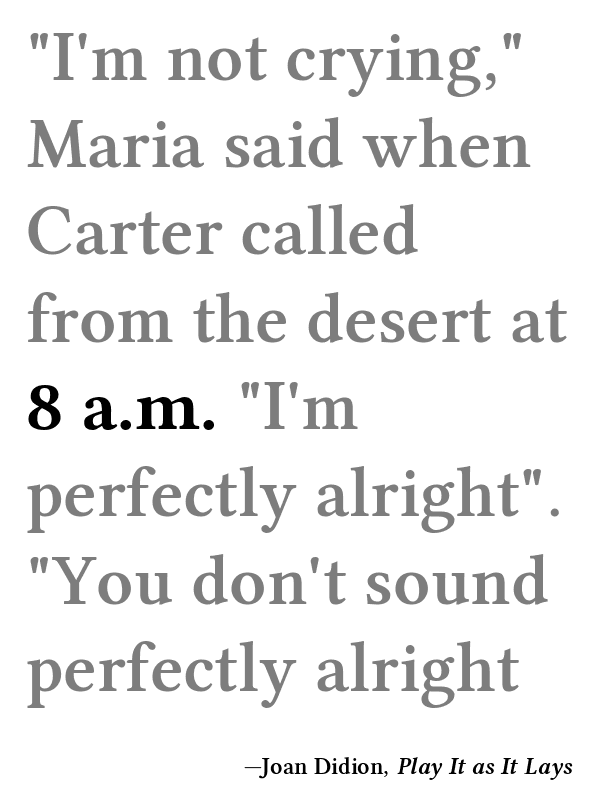 "I'm not crying,"
Maria said when
Carter called
from the desert at
8 a.m. "I'm
perfectly alright".
"You don't sound
perfectly alright
—Joan Didion, Play It as It Lays